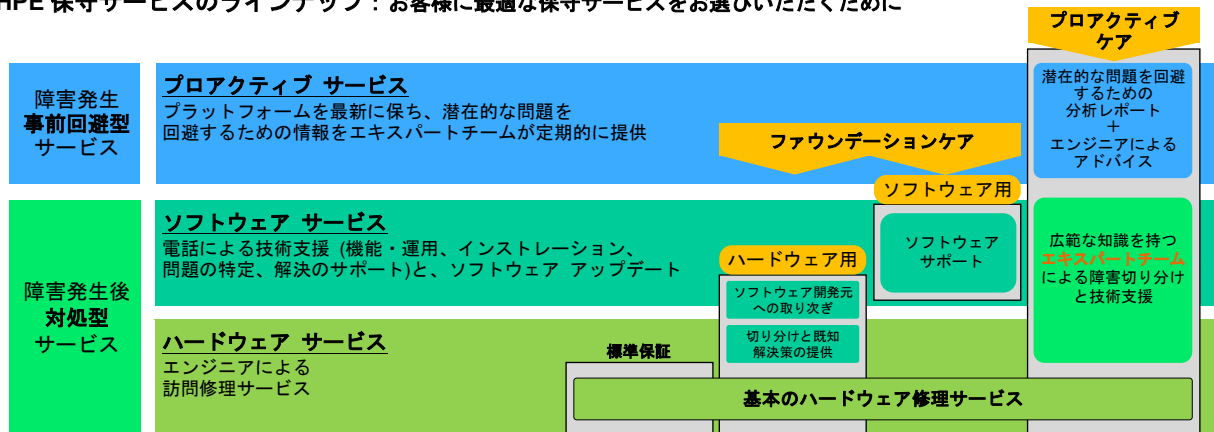 HPE 保守サービスのラインナップ：お客様に最適な保守サービスをお選びいただくために
プロアクティブ
ケア
障害発生
事前回避型
サービス
プロアクティブ サービス
プラットフォームを最新に保ち、潜在的な問題を
回避するための情報をエキスパートチームが定期的に提供
潜在的な問題を回避
するための
分析レポート
＋
エンジニアによる
アドバイス
ファウンデーションケア
ソフトウェア用
障害発生後
対処型
サービス
ソフトウェア サービス
電話による技術支援 (機能・運用、インストレーション、
問題の特定、解決のサポート)と、ソフトウェア アップデート
ハードウェア用
ソフトウェア
サポート
広範な知識を持つ
エキスパートチーム
による障害切り分け
と技術支援
ソフトウェア開発元
への取り次ぎ
切り分けと既知
解決策の提供
ハードウェア サービス
エンジニアによる
訪問修理サービス
標準保証
基本のハードウェア修理サービス